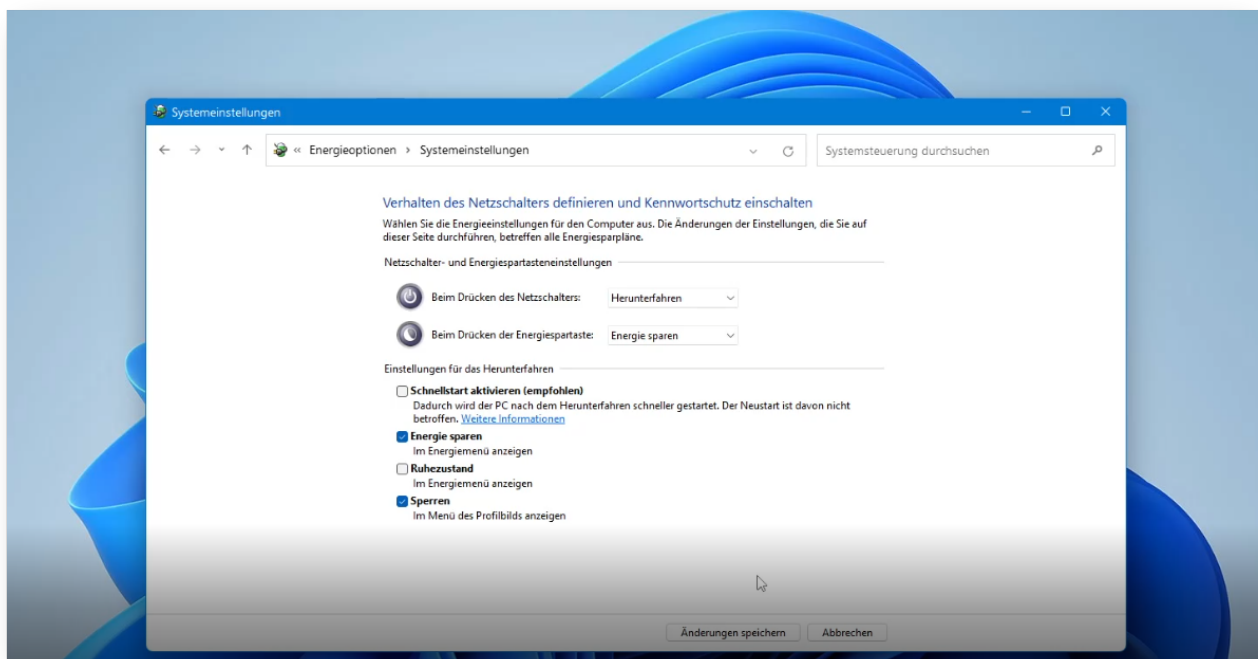 Systemeinstellungen
« Energieoptionen › Systemeinstellungen
Systemsteuerung durchsuchen
Verhalten des Netzschalters definieren und Kennwortschutz einschalten
Wählen Sie die Energieeinstellungen für den Computer aus. Die Änderungen der Einstellungen, die Sie auf
dieser Seite durchführen, betreffen alle Energiesparpläne.
Netzschalter- und Energiespartasteneinstellungen
Beim Drücken des Netzschalters: Herunterfahren
Beim Drücken der Energiespartaste: Energie sparen
Einstellungen für das Herunterfahren
Schnellstart aktivieren (empfohlen)
Dadurch wird der PC nach dem Herunterfahren schneller gestartet. Der Neustart ist davon nicht
betroffen. Weitere Informationen
Energie sparen
Im Energiemenü anzeigen
Ruhezustand
Im Energiemenü anzeigen
Sperren
Im Menü des Profilbilds anzeigen
Änderungen speichern Abbrechen